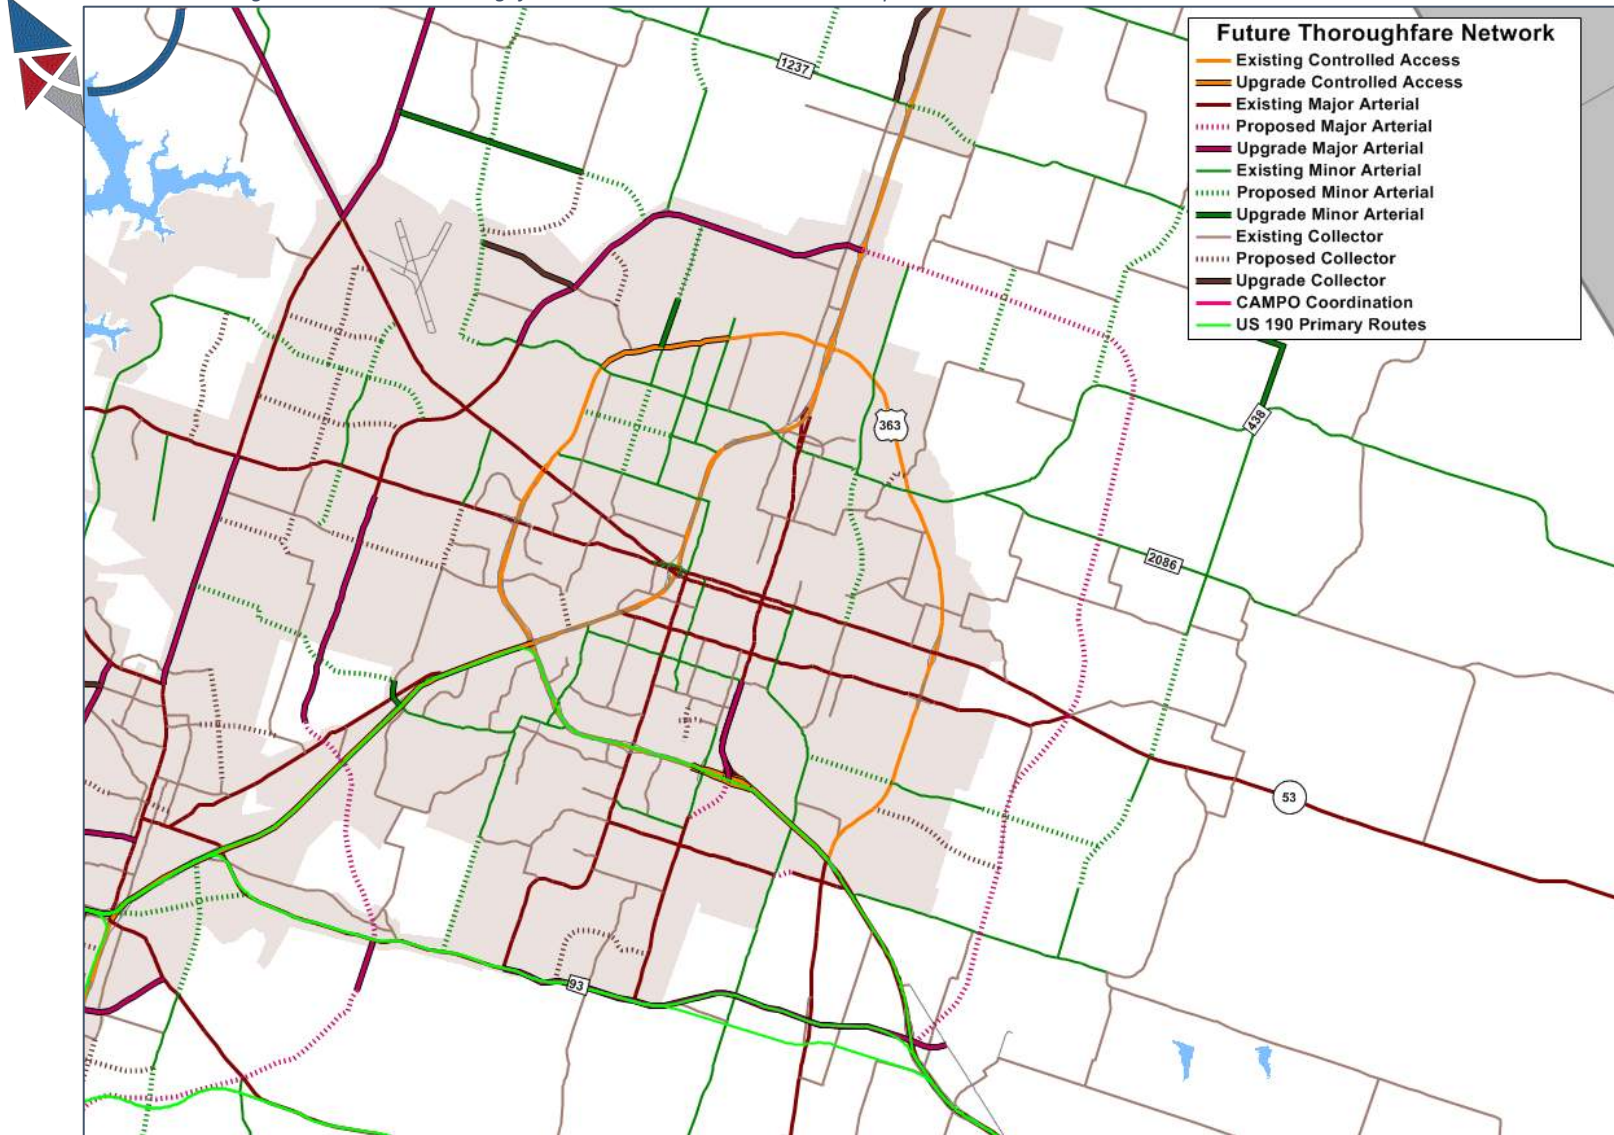 1237
Future Thoroughfare Network
Existing Controlled Access
Upgrade Controlled Access
Existing Major Arterial
Proposed Major Arterial
Upgrade Major Arterial
Existing Minor Arterial
Proposed Minor Arterial
Upgrade Minor Arterial
Existing Collector
Proposed Collector
Upgrade Collector
CAMPO Coordination
US 190 Primary Routes
363
438
2086
53
93